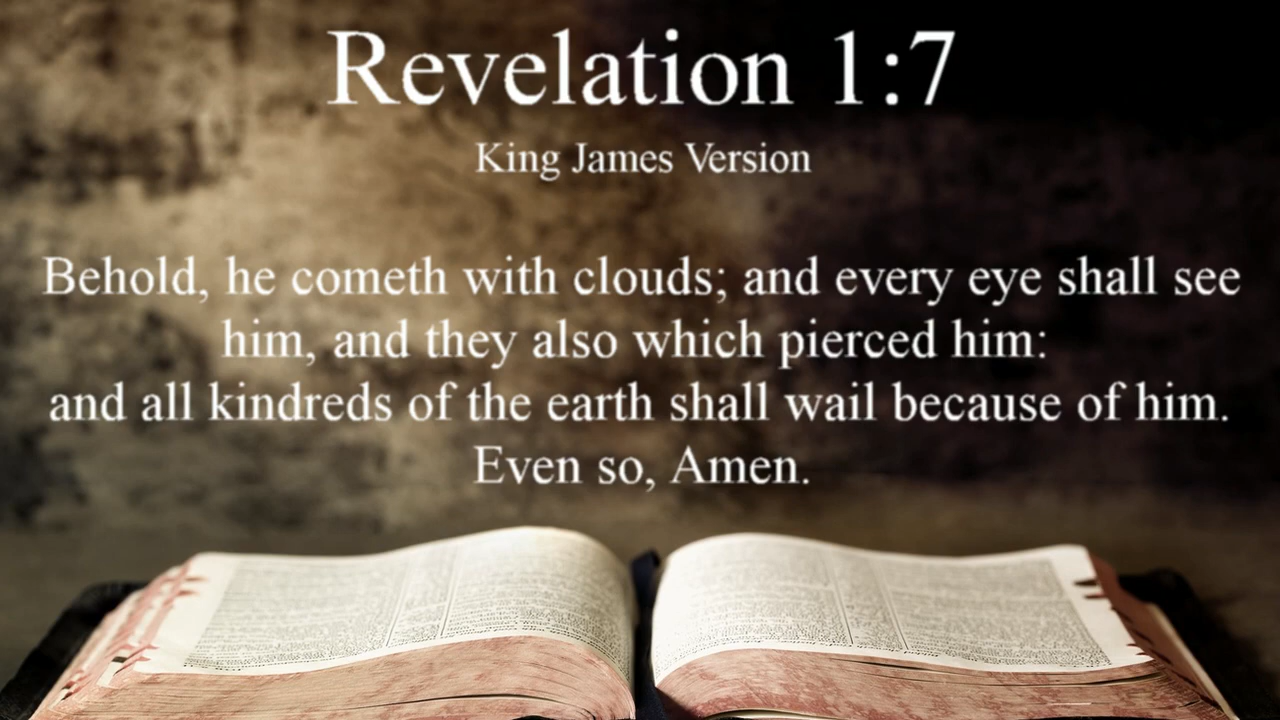 Revelation 1:7
King James Version
Behold, he cometh with clouds; and every eye shall see
him, and they also which pierced him:
and all kindreds of the earth shall wail because of him.
Even so, Amen.